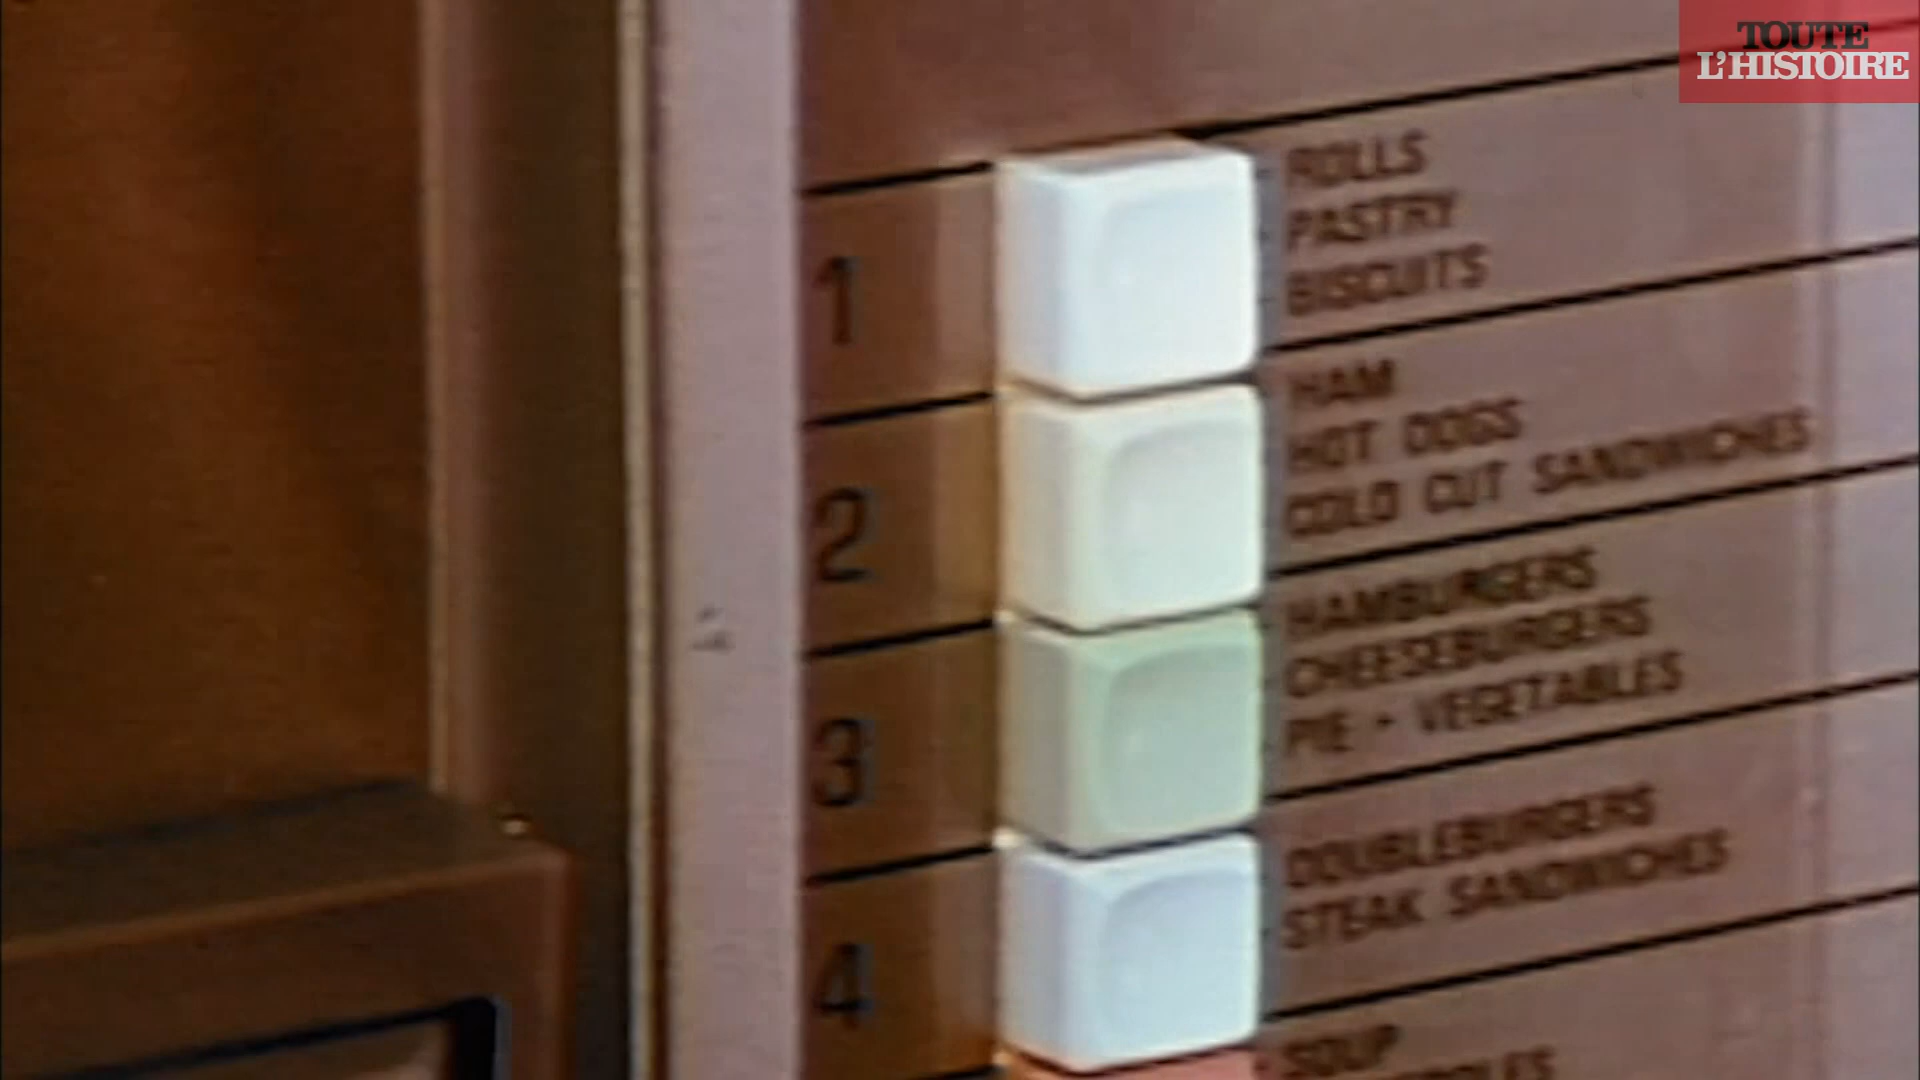 TOUTE
L'HISTOIRE
1
ROLLS
PASTRY
BISCUITS
2
HAM
HOT DOGS
COLD CUT SANDWICHES
3
HAMBURGERS
CHEESEBURGERS
PIE • VEGETABLES
4
DOUBLEBURGERS
STEAK SANDWICHES
SOUP